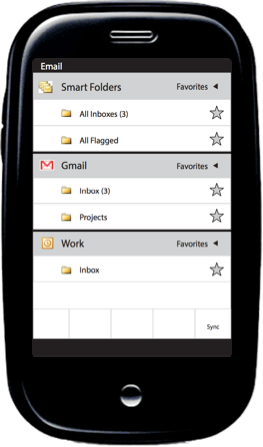 Email
Smart Folders Favorites
All Inboxes (3)
All Flagged
Gmail Favorites
Inbox (3)
Projects
Work Favorites
Inbox
Sync